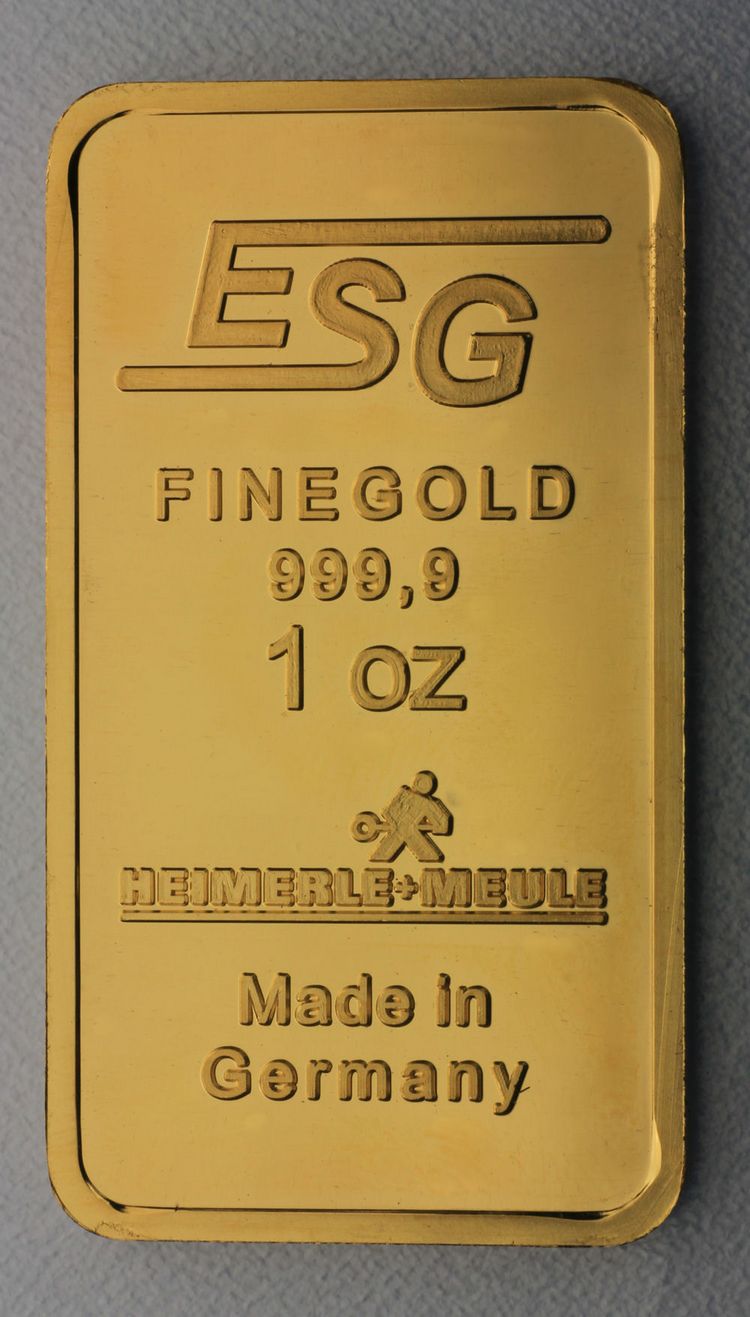 ESG
FINEGOLD
999,9
1 OZ
HEIMERLE+MEULE
Made in
Germany